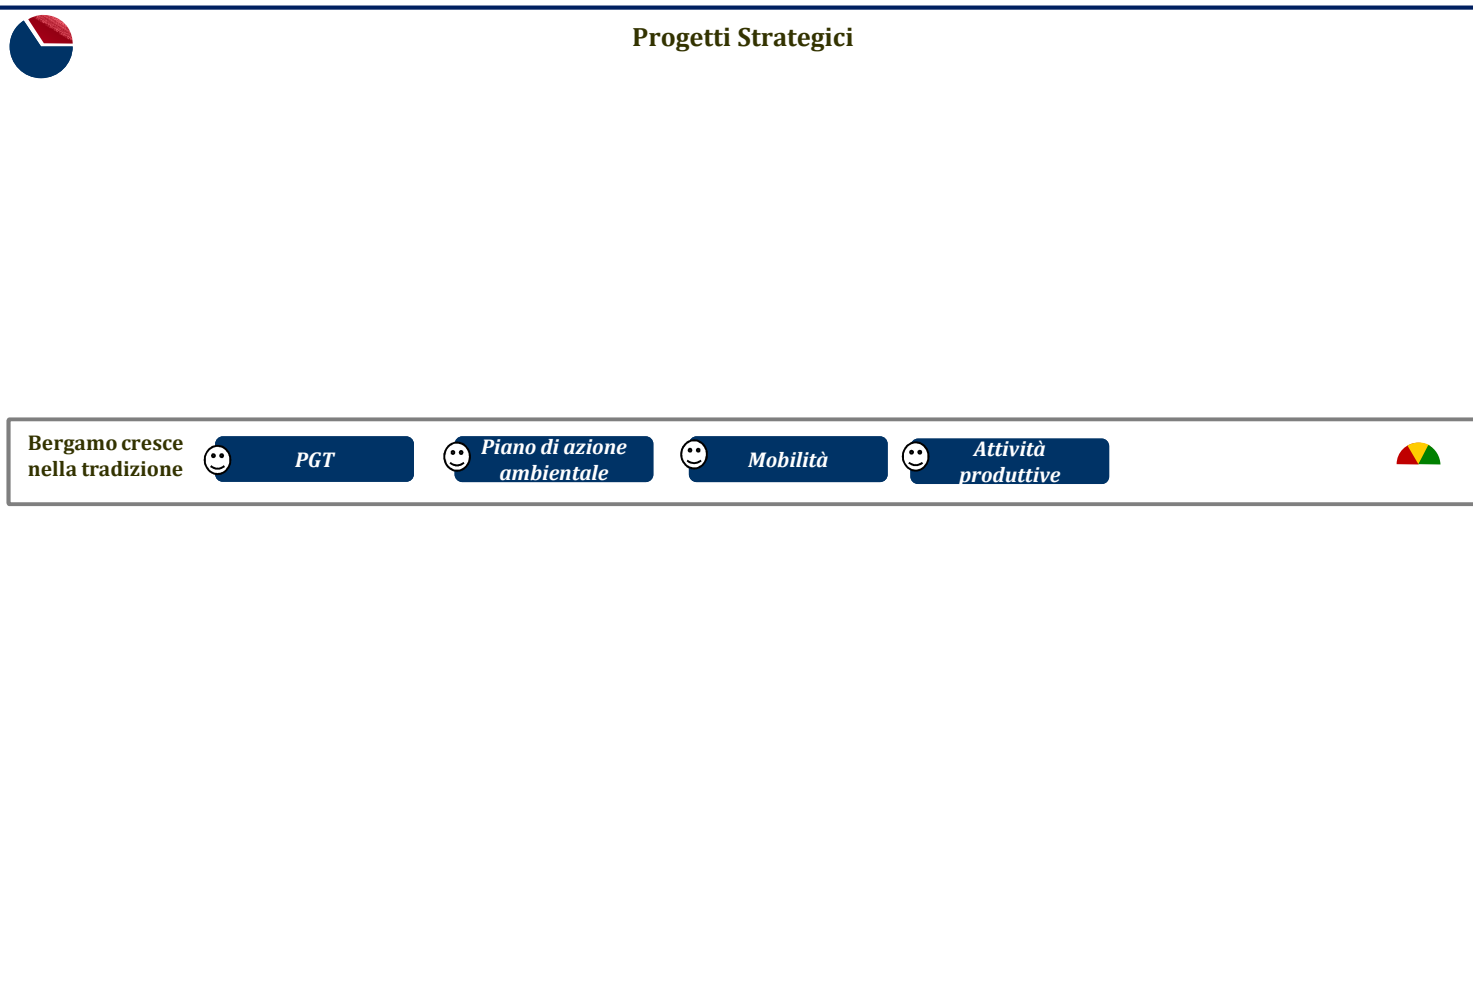 Progetti Strategici
Bergamo cresce
nella tradizione
PGT
Piano di azione
ambientale
Mobilità
Attività
produttive